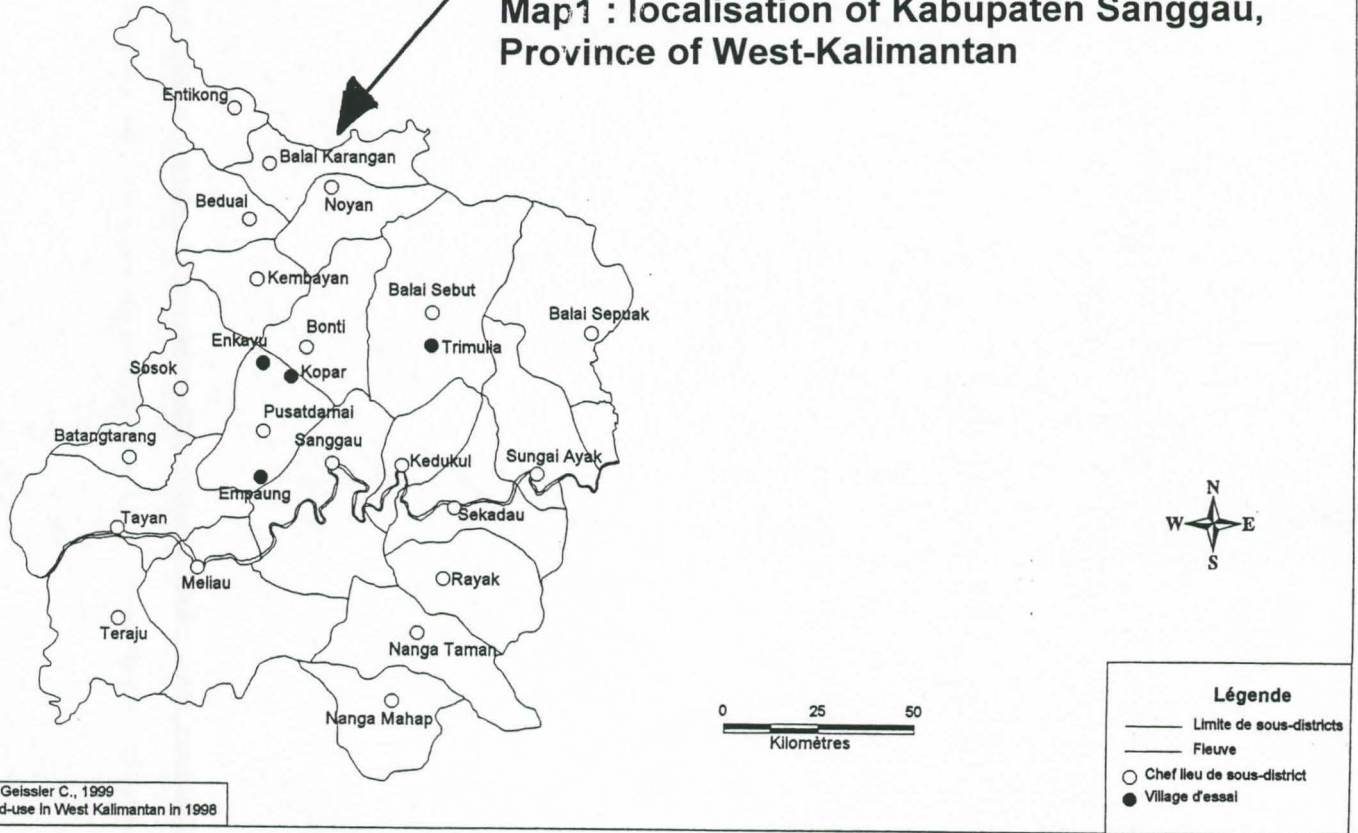 Map1 : localisation of Kabupaten Sanggau,
Province of West-Kalimantan
Entikong
Balai Karangan
Beduai
Noyan
Kembayan
Balai Sebut
Balai Sepuak
Bonti
Enkayu
Trimulia
Sosok
Kopar
Pusatdamai
Batangtarang
Sanggau
Kedukul
Sungai Ayak
Empaung
Tayan
Sekadau
Meliau
Rayak
Teraju
Nanga Taman
Nanga Mahap
N
W E
S
0 25 50
Kilomètres
Légende
Limite de sous-districts
Fleuve
Chef lieu de sous-district
Village d'essai
Geissler C., 1999
d-use in West Kalimantan in 1998